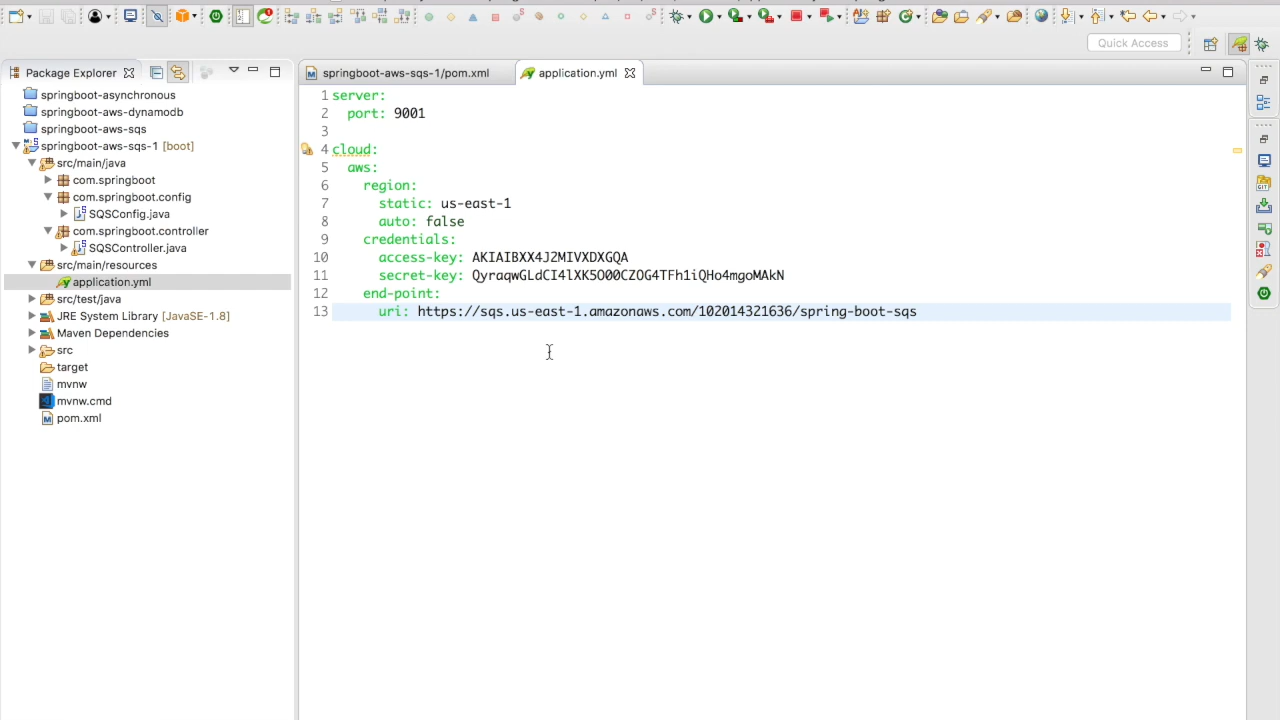 Quick Access
Package Explorer
springboot-asynchronous
springboot-aws-dynamodb
springboot-aws-sqs
springboot-aws-sqs-1 [boot]
src/main/java
com.springboot
com.springboot.config
SQSConfig.java
com.springboot.controller
SQSController.java
src/main/resources
application.yml
src/test/java
JRE System Library [JavaSE-1.8]
Maven Dependencies
src
target
mvnw
mvnw.cmd
pom.xml
springboot-aws-sqs-1/pom.xml
application.yml
1 server:
2 port: 9001
3
4 cloud:
5 aws:
6 region:
7 static: us-east-1
8 auto: false
9 credentials:
10 access-key: AKIAIBXX4J2MIVXDXGQA
11 secret-key: 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
12 end-point:
13 uri: https://sqs.us-east-1.amazonaws.com/102014321636/spring-boot-sqs